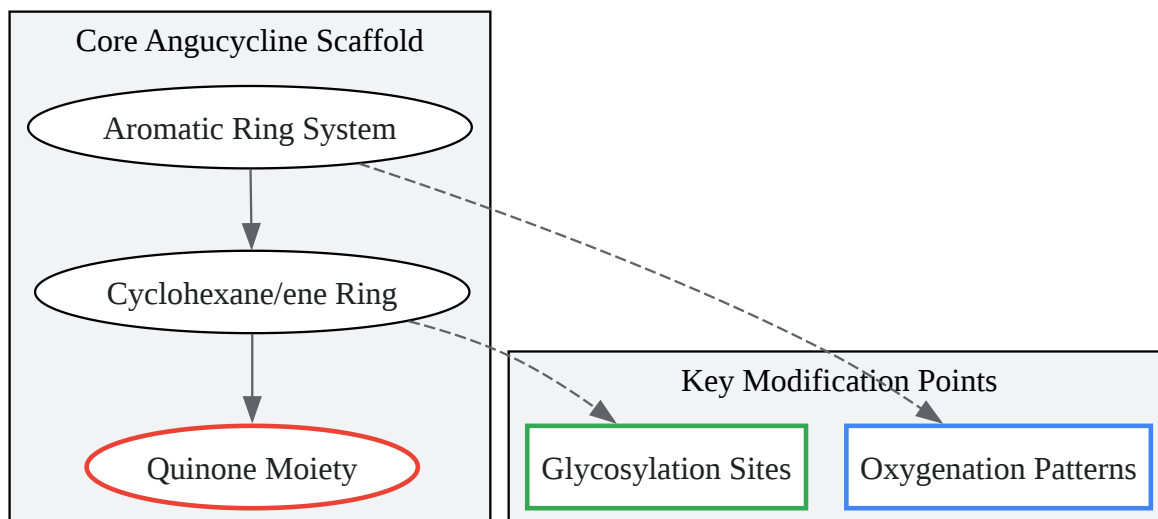 Core Angucycline Scaffold
Aromatic Ring System
Cyclohexane/ene Ring
Quinone Moiety
Key Modification Points
Glycosylation Sites
Oxygenation Patterns